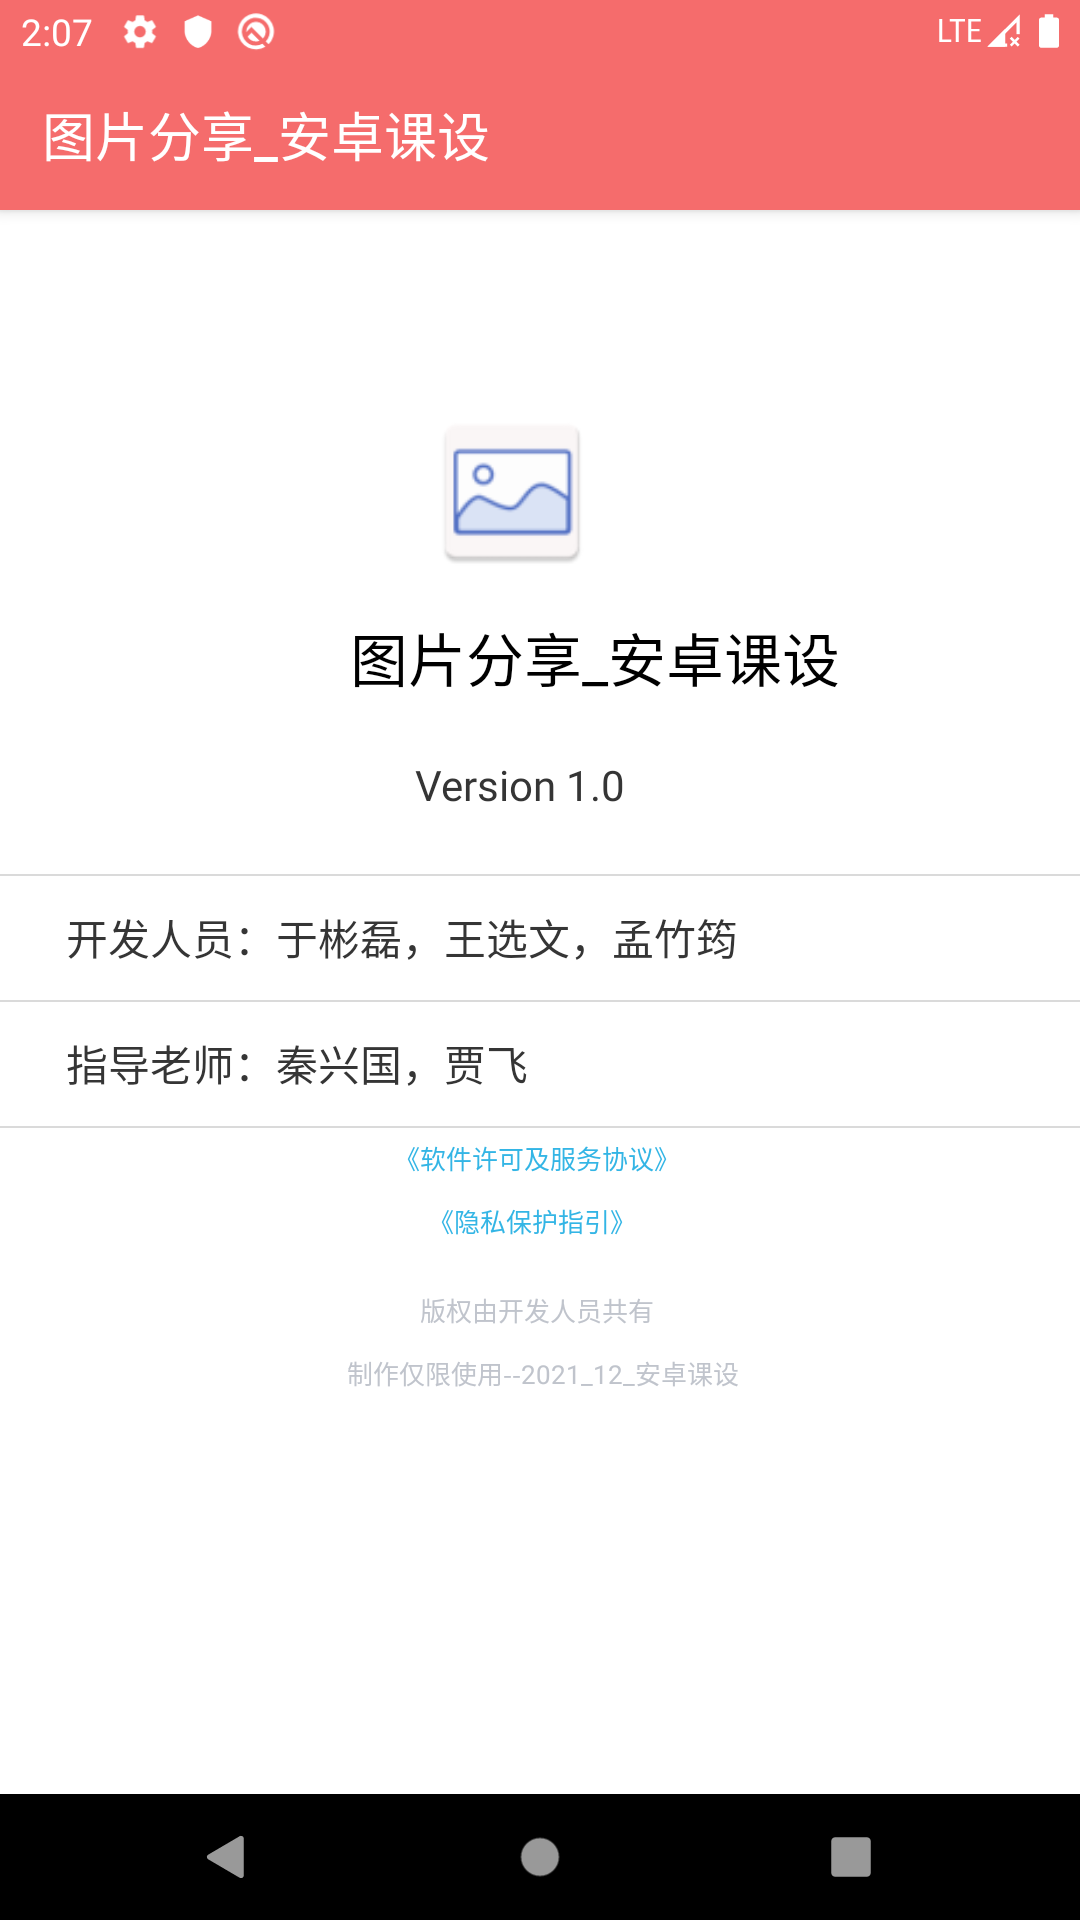 2:07
LTE
图片分享_安卓课设
图片分享_安卓课设
Version 1.0
开发人员：于彬磊，王选文，孟竹筠
指导老师：秦兴国，贾飞
《软件许可及服务协议》
《隐私保护指引》
版权由开发人员共有
制作仅限使用--2021_12_安卓课设